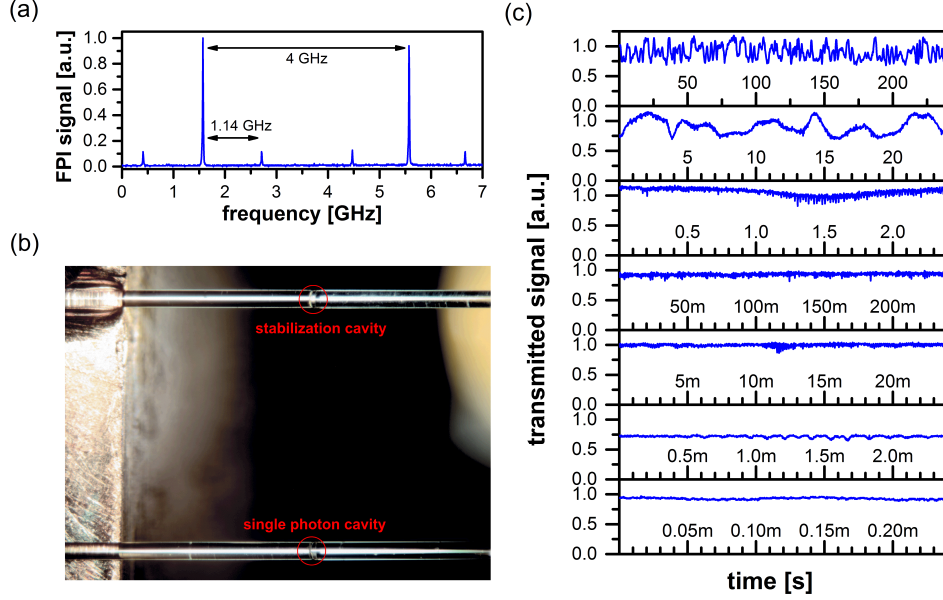 (a)
FPI signal [a.u.]
1.0
0.8
0.6
0.4
0.2
0.0
4 GHz
1.14 GHz
0 1 2 3 4 5 6 7
frequency [GHz]
(b)
stabilization cavity
single photon cavity
(c)
transmitted signal [a.u.]
1.0
0.5
50 100 150 200
0.0
1.0
0.5
5 10 15 20
0.0
1.0
0.5
0.5 1.0 1.5 2.0
0.0
1.0
0.5
50m 100m 150m 200m
0.0
1.0
0.5
5m 10m 15m 20m
0.0
1.0
0.5
0.5m 1.0m 1.5m 2.0m
0.0
1.0
0.5
0.05m 0.10m 0.15m 0.20m
0.0
time [s]